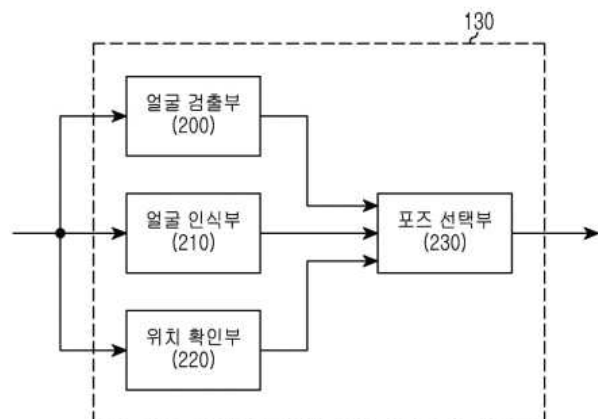 130
얼굴 검출부
(200)
얼굴 인식부
(210)
포즈 선택부
(230)
위치 확인부
(220)